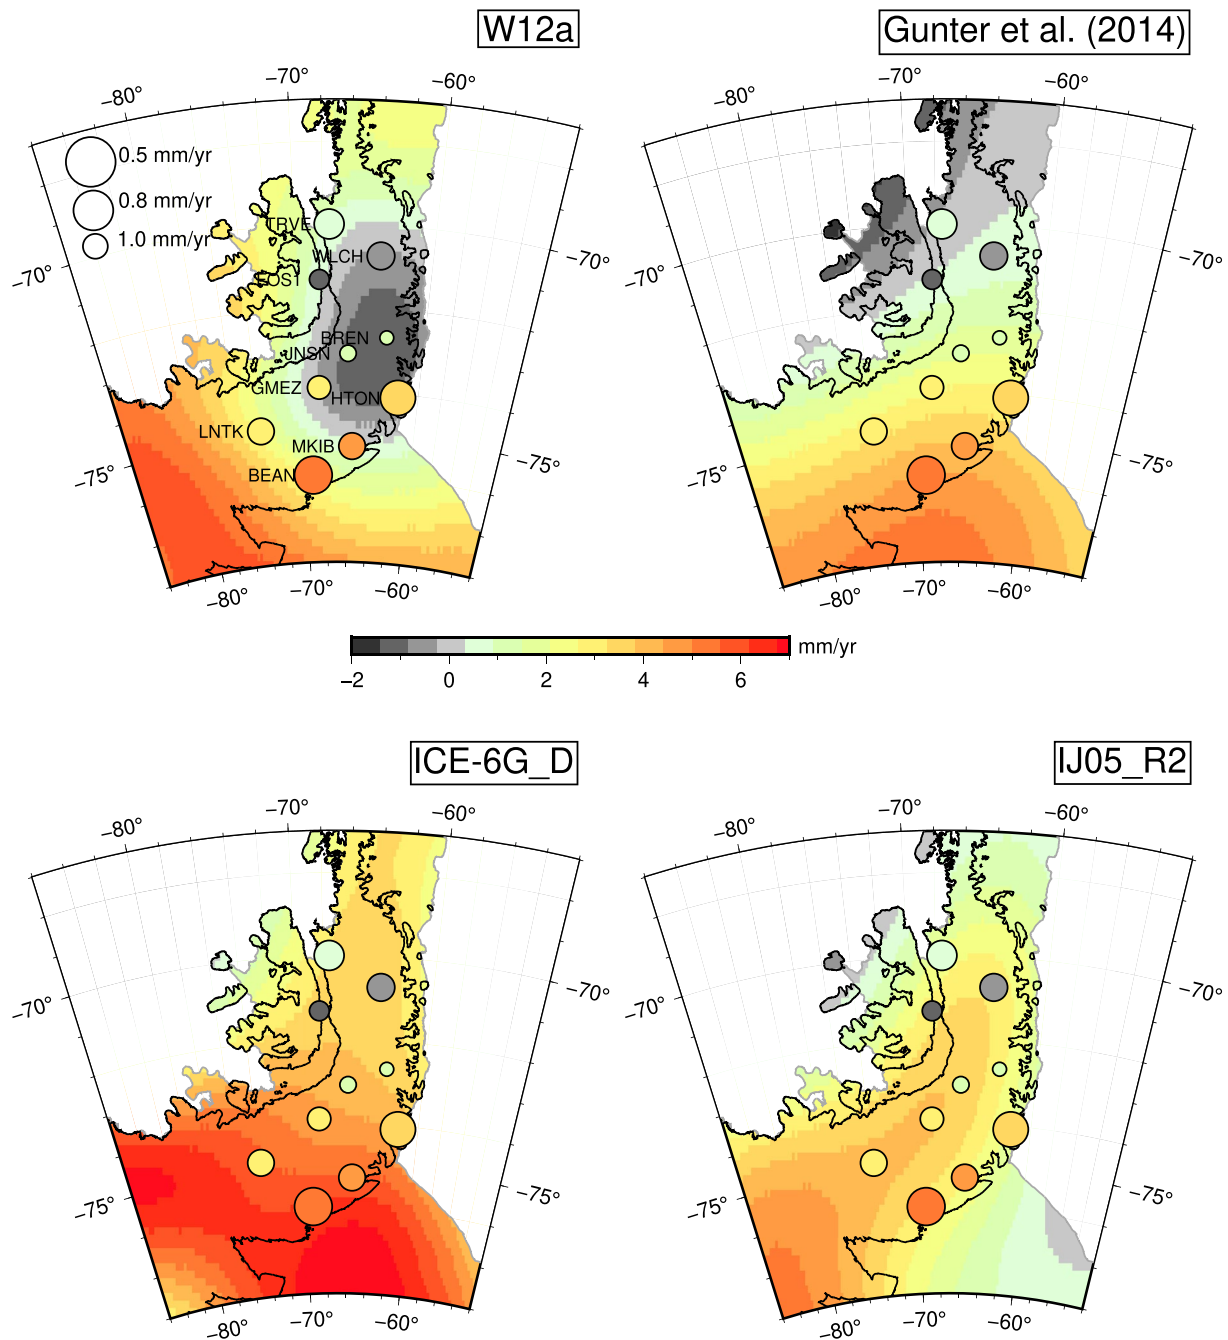 W12a
Gunter et al. (2014)
−80°
−70°
−60°
−80°
−70°
−60°
0.5 mm/yr
0.8 mm/yr
1.0 mm/yr
TRVE
WLCH
FOS1
BREN
JNSN
GMEZ
HTON
LNTK
MKIB
BEAN
−70°
−70°
−70°
−70°
−75°
−75°
−75°
−75°
−80°
−70°
−60°
−80°
−70°
−60°
mm/yr
−2 0 2 4 6
ICE-6G_D
IJ05_R2
−80°
−70°
−60°
−80°
−70°
−60°
−70°
−70°
−70°
−70°
−75°
−75°
−75°
−75°
−80°
−70°
−60°
−80°
−70°
−60°